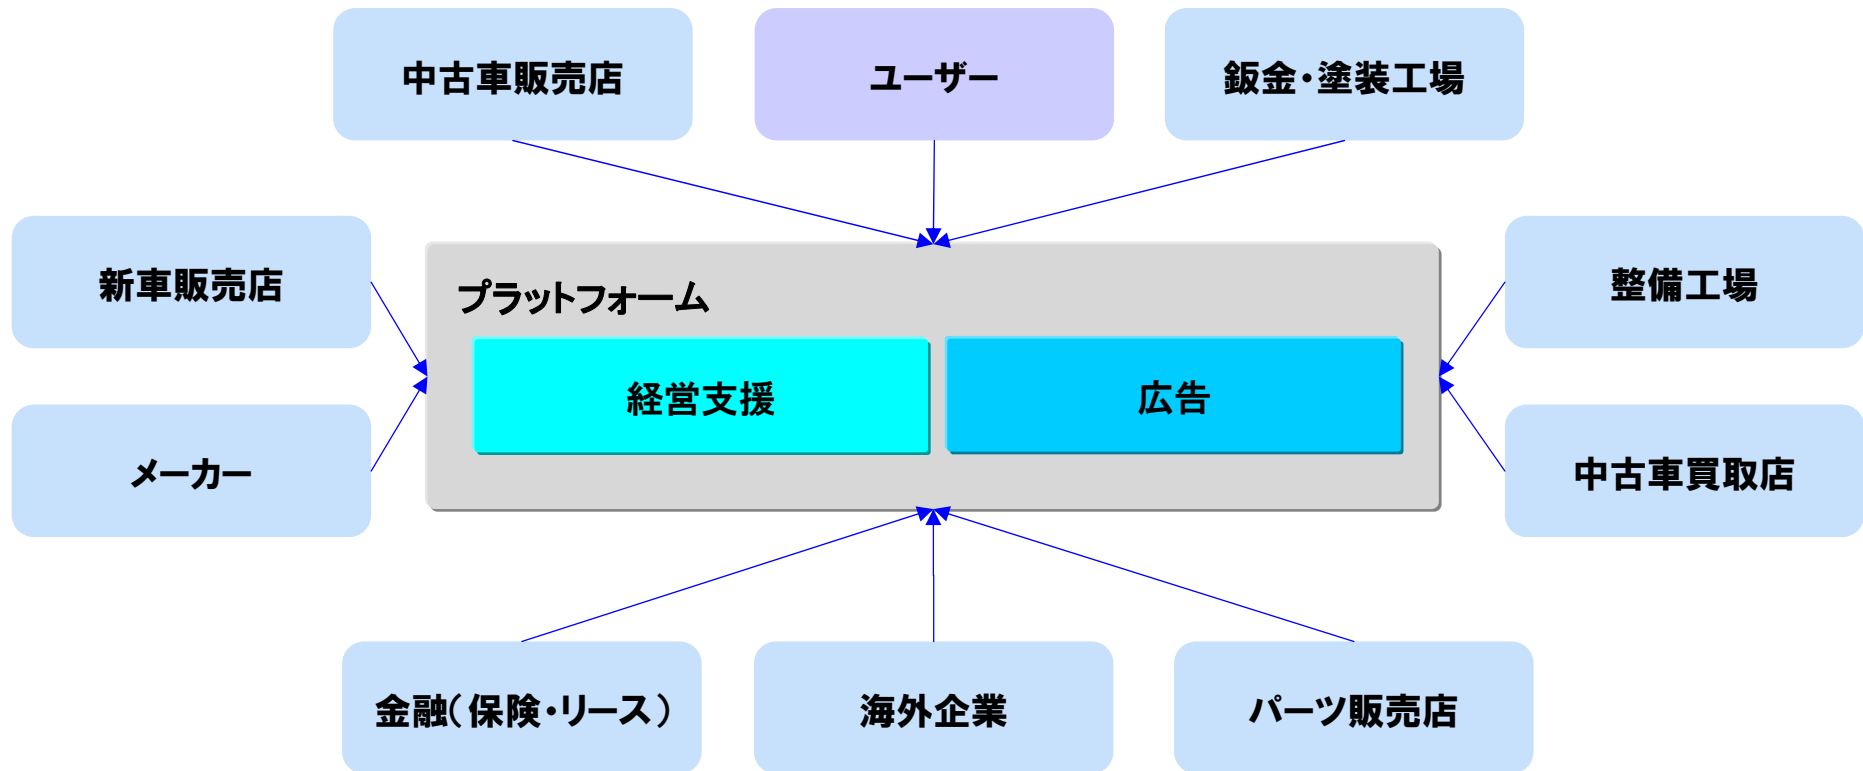 中古車販売店
ユーザー
鈑金・塗装工場
新車販売店
整備工場
プラットフォーム
経営支援
広告
メーカー
中古車買取店
金融(保険・リース)
海外企業
パーツ販売店